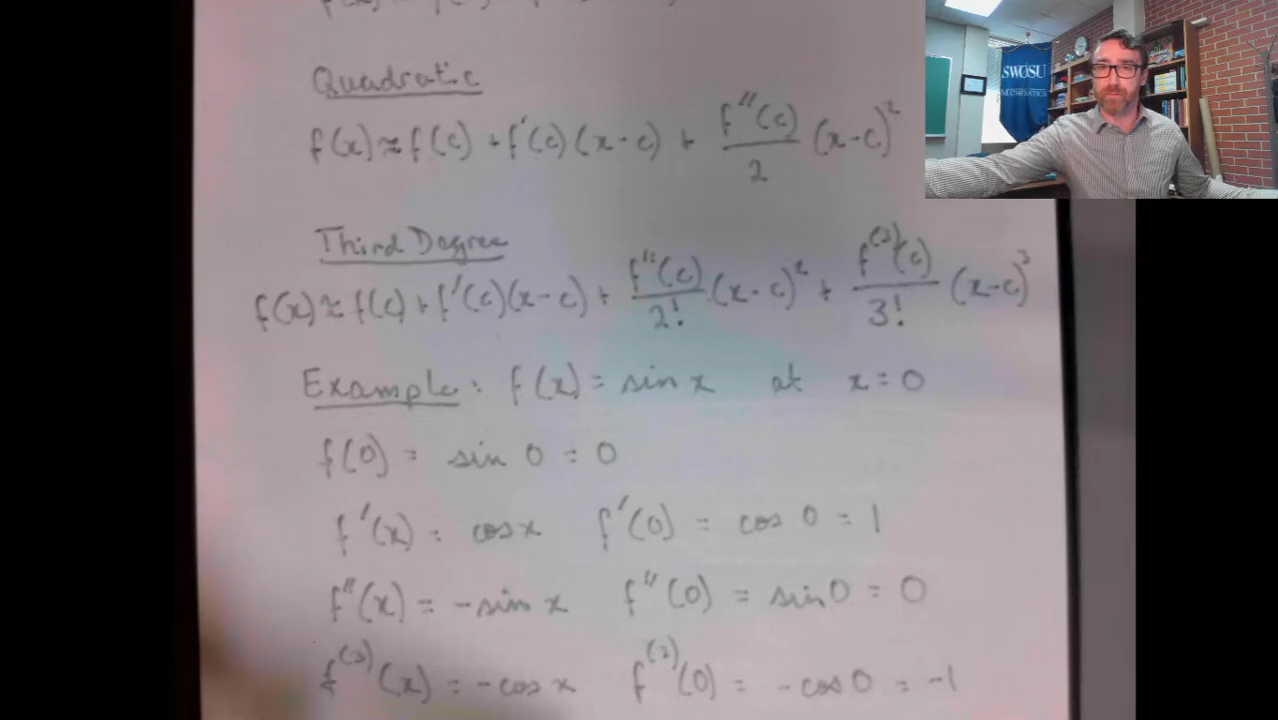 SWOSU
MATHEMATICS
Quadratic
f(x) ≈ f(c) + f'(c)(x-c) + f''(c)/2 (x-c)^2
Third Degree
f(x) ≈ f(c) + f'(c)(x-c) + f''(c)/2! (x-c)^2 + f^(3)(c)/3! (x-c)^3
Example: f(x) = sin x at x = 0
f(0) = sin 0 = 0
f'(x) = cos x f'(0) = cos 0 = 1
f''(x) = -sin x f''(0) = sin 0 = 0
f^(3)(x) = -cos x f^(3)(0) = -cos 0 = -1